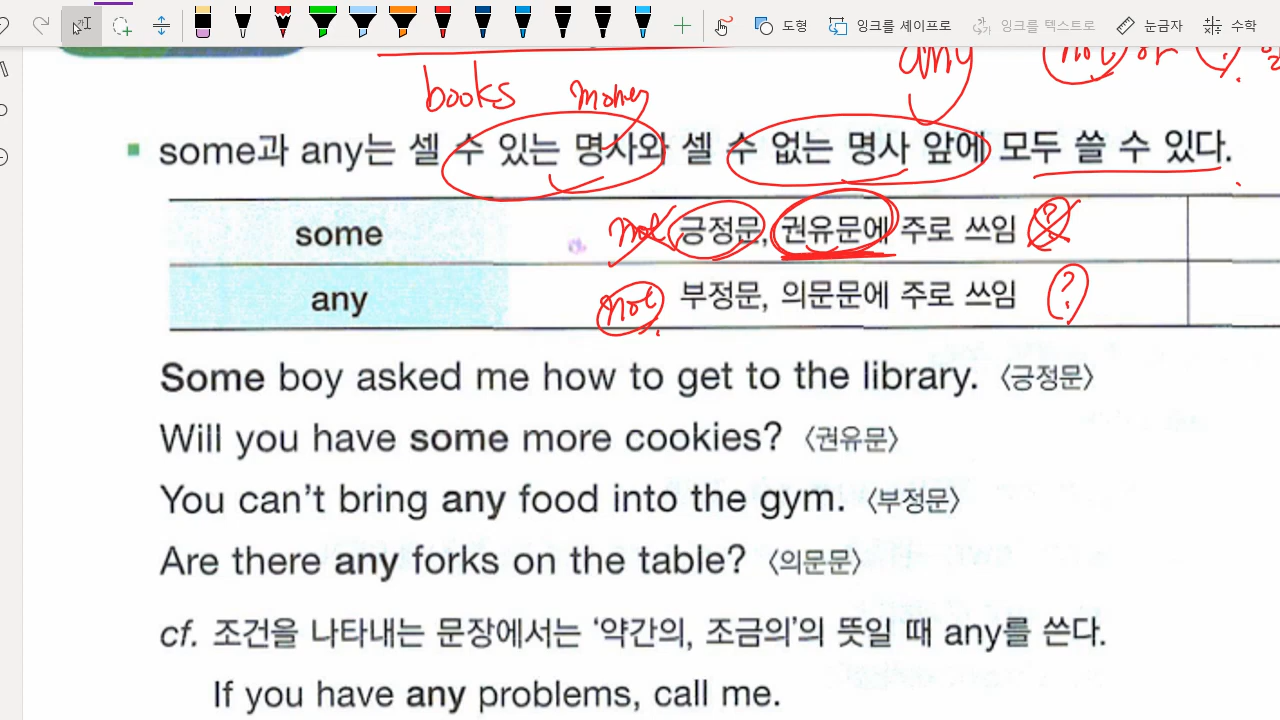 도형 잉크를 셰이프로 잉크를 텍스트로 눈금자 수학
any not or ?
books money
some과 any는 셀 수 있는 명사와 셀 수 없는 명사 앞에 모두 쓸 수 있다.
some not 긍정문, 권유문에 주로 쓰임 ?
any not 부정문, 의문문에 주로 쓰임 ?
Some boy asked me how to get to the library. 〈긍정문〉
Will you have some more cookies? 〈권유문〉
You can't bring any food into the gym. 〈부정문〉
Are there any forks on the table? 〈의문문〉
cf. 조건을 나타내는 문장에서는 '약간의, 조금의'의 뜻일 때 any를 쓴다.
If you have any problems, call me.